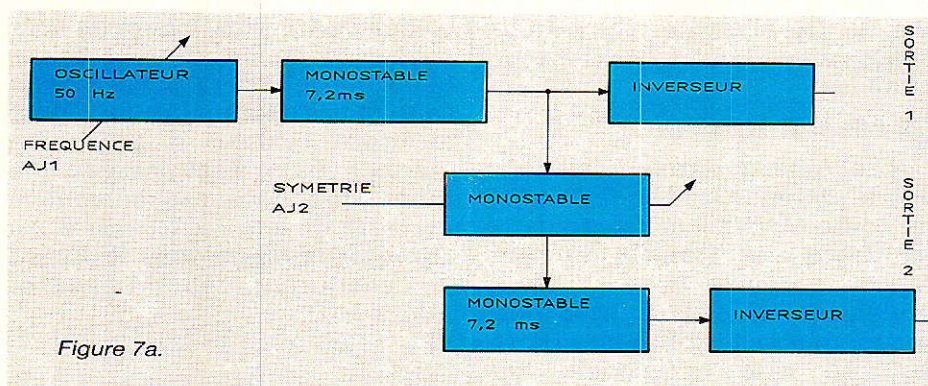 OSCILLATEUR
50 Hz
MONOSTABLE
7,2ms
INVERSEUR
SORTIE 1
FREQUENCE
AJ1
SYMETRIE
AJ2
MONOSTABLE
SORTIE 2
MONOSTABLE
7,2 ms
INVERSEUR
Figure 7a.